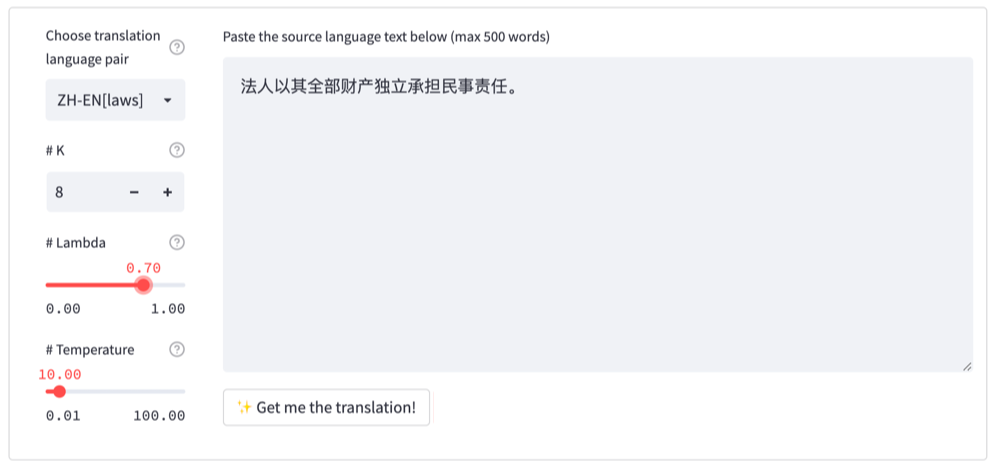 Choose translation
language pair
ZH-EN[laws]
# K
8
# Lambda
0.70
0.00 1.00
# Temperature
10.00
0.01 100.00
Paste the source language text below (max 500 words)
法人以其全部财产独立承担民事责任。
✨ Get me the translation!